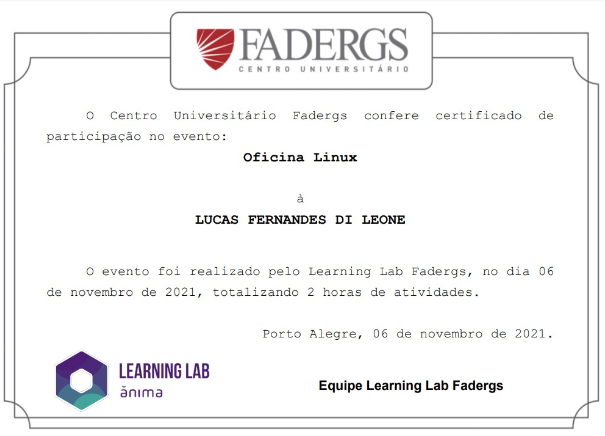 FADERGS
CENTRO UNIVERSITÁRIO
O Centro Universitário Fadergs confere certificado de
participação no evento:
Oficina Linux
à
LUCAS FERNANDES DI LEONE
O evento foi realizado pelo Learning Lab Fadergs, no dia 06
de novembro de 2021, totalizando 2 horas de atividades.
Porto Alegre, 06 de novembro de 2021.
LEARNING LAB
ănima
Equipe Learning Lab Fadergs